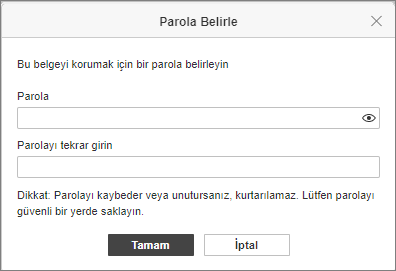 Parola Belirle
Bu belgeyi korumak için bir parola belirleyin
Parola
Parolayı tekrar girin
Dikkat: Parolayı kaybeder veya unutursanız, kurtarılamaz. Lütfen parolayı
güvenli bir yerde saklayın.
Tamam
İptal